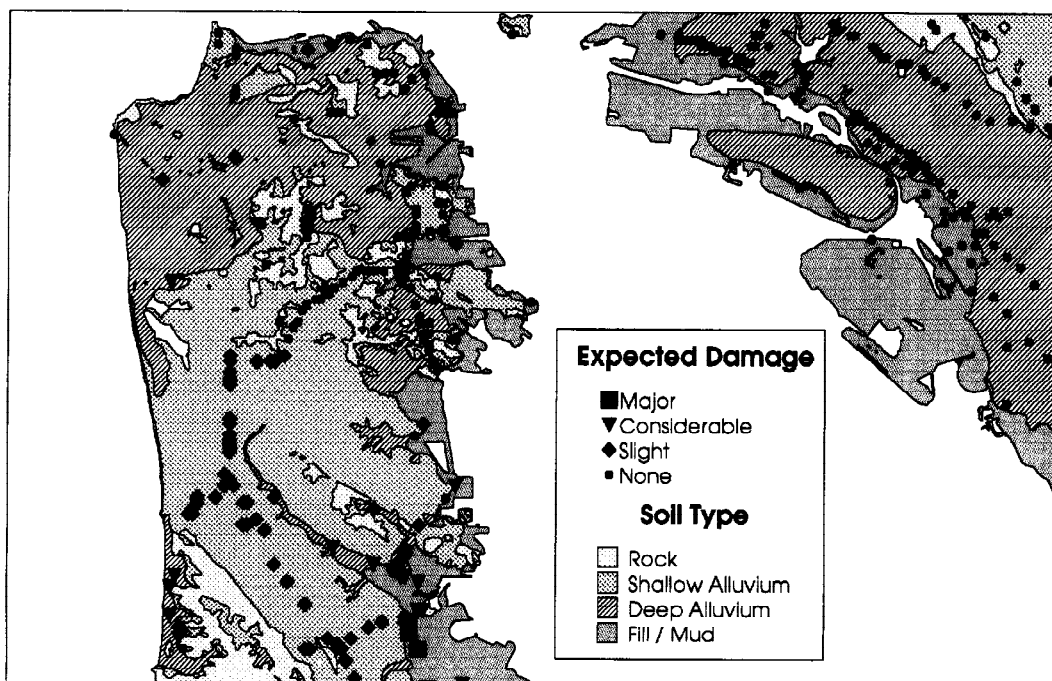 Expected Damage
Major
Considerable
Slight
None
Soil Type
Rock
Shallow Alluvium
Deep Alluvium
Fill / Mud